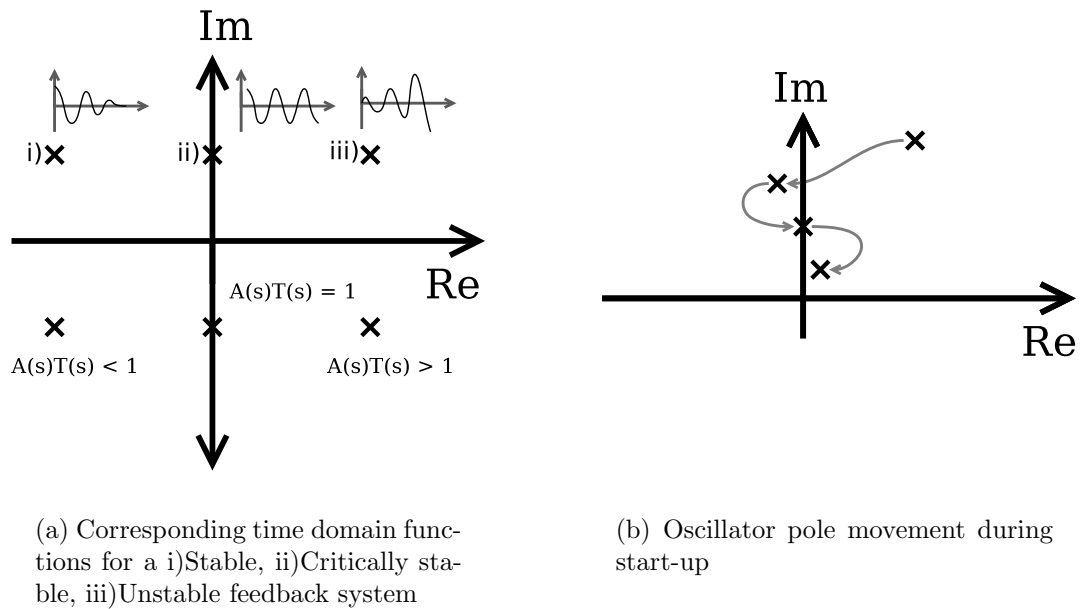 Im
i)
ii)
iii)
Re
A(s)T(s) = 1
A(s)T(s) < 1
A(s)T(s) > 1
(a) Corresponding time domain func-
tions for a i)Stable, ii)Critically sta-
ble, iii)Unstable feedback system
Im
Re
(b) Oscillator pole movement during
start-up